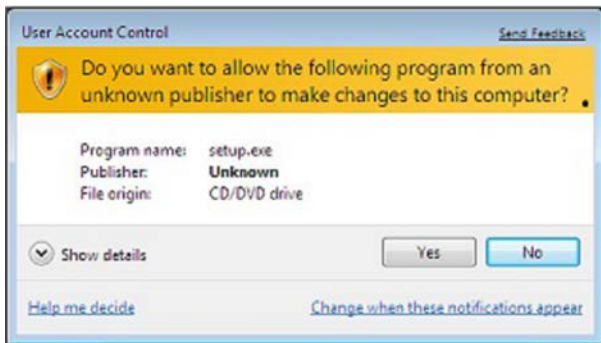 User Account Control
Send Feedback
Do you want to allow the following program from an
unknown publisher to make changes to this computer?
Program name: setup.exe
Publisher: Unknown
File origin: CD/DVD drive
Show details
Yes
No
Help me decide
Change when these notifications appear